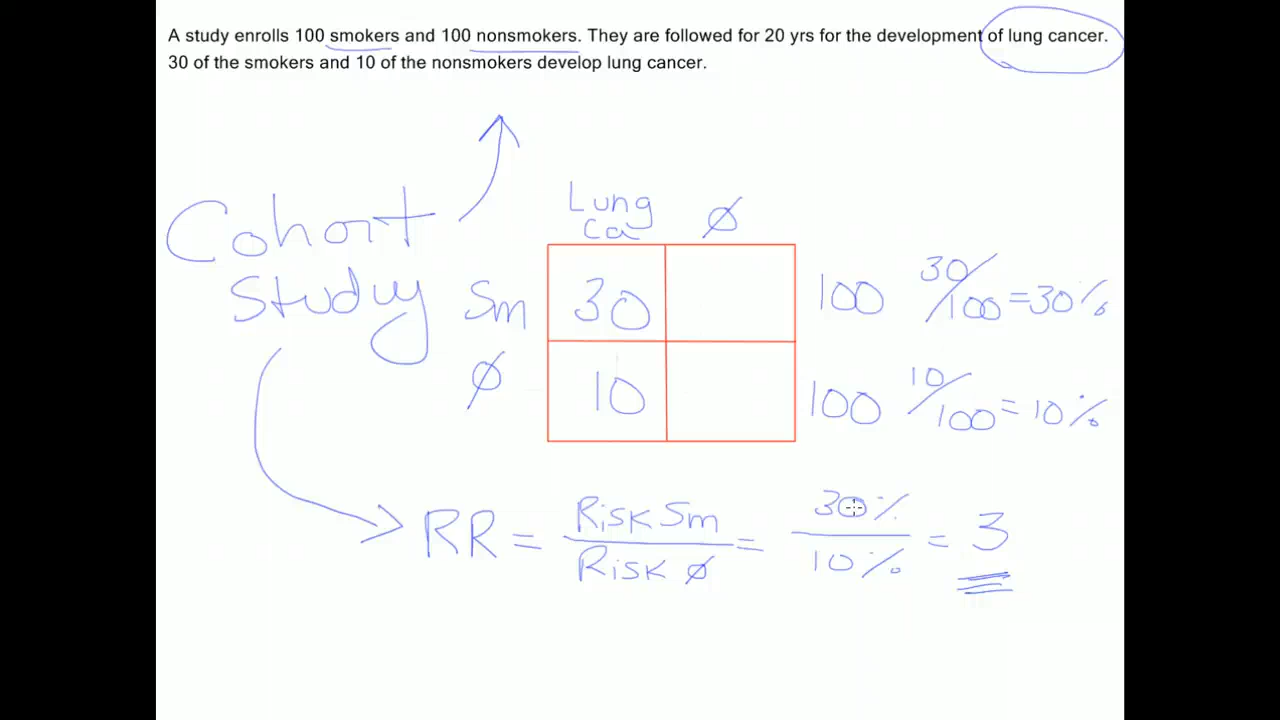 A study enrolls 100 smokers and 100 nonsmokers. They are followed for 20 yrs for the development of lung cancer.
30 of the smokers and 10 of the nonsmokers develop lung cancer.
Cohort
Study
Lung
Ca
Ø
Sm 30 100 30/100 = 30%
Ø 10 100 10/100 = 10%
RR = Risk Sm / Risk Ø = 30% / 10% = 3